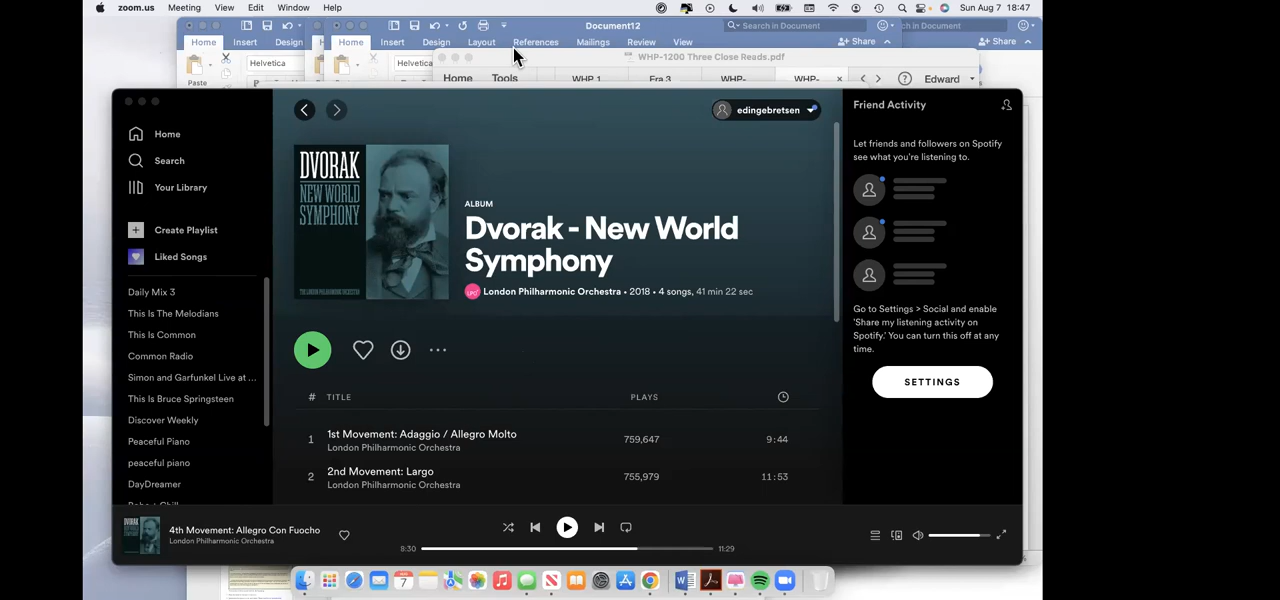 zoom.us Meeting View Edit Window Help Sun Aug 7 18:47
Document12 Search in Document ch in Document
Home Insert Design Home Insert Design Layout References Mailings Review View Share Share
Paste Helvetica Helvetica WHP-1200 Three Close Reads.pdf
Home Tools WHP 1 Era 3 WHP- WHP- × Edward
edingebretsen
Friend Activity
Home
Search
Your Library
Create Playlist
Liked Songs
Daily Mix 3
This Is The Melodians
This Is Common
Common Radio
Simon and Garfunkel Live at ...
This Is Bruce Springsteen
Discover Weekly
Peaceful Piano
peaceful piano
DayDreamer
DVORAK
NEW WORLD
SYMPHONY
THE LONDON PHILHARMONIC ORCHESTRA
ALBUM
Dvorak - New World
Symphony
LPO London Philharmonic Orchestra • 2018 • 4 songs, 41 min 22 sec
# TITLE PLAYS
1 1st Movement: Adaggio / Allegro Molto 759,647 9:44
London Philharmonic Orchestra
2 2nd Movement: Largo 755,979 11:53
London Philharmonic Orchestra
Let friends and followers on Spotify
see what you're listening to.
Go to Settings > Social and enable
'Share my listening activity on
Spotify.' You can turn this off at any
time.
SETTINGS
4th Movement: Allegro Con Fuocho
London Philharmonic Orchestra
8:30 11:29
7